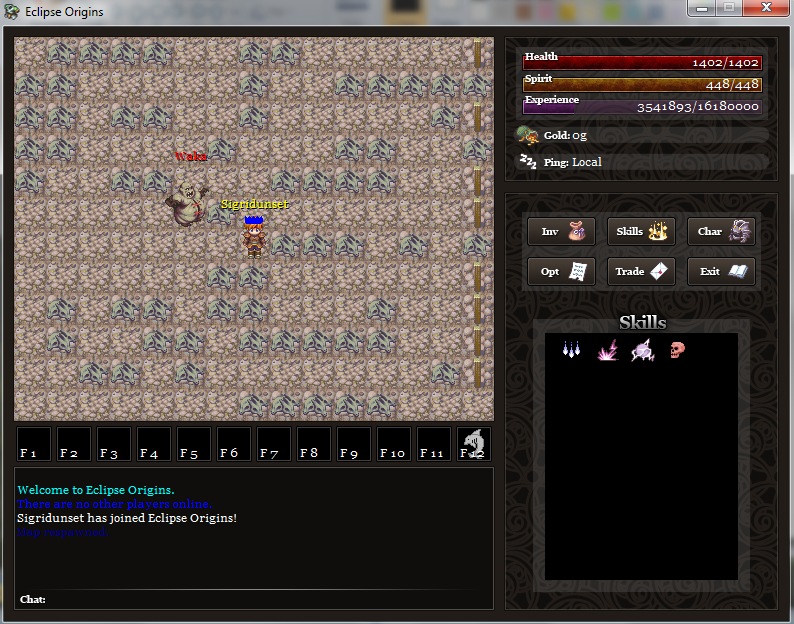 Eclipse Origins
Health
1402/1402
Spirit
448/448
Experience
3541893/16180000
Gold: 0g
Ping: Local
Sigridunset
Inv
Skills
Char
Opt
Trade
Exit
Skills
F1 F2 F3 F4 F5 F6 F7 F8 F9 F10 F11 F12
Welcome to Eclipse Origins.
There are no other players online.
Sigridunset has joined Eclipse Origins!
Chat: